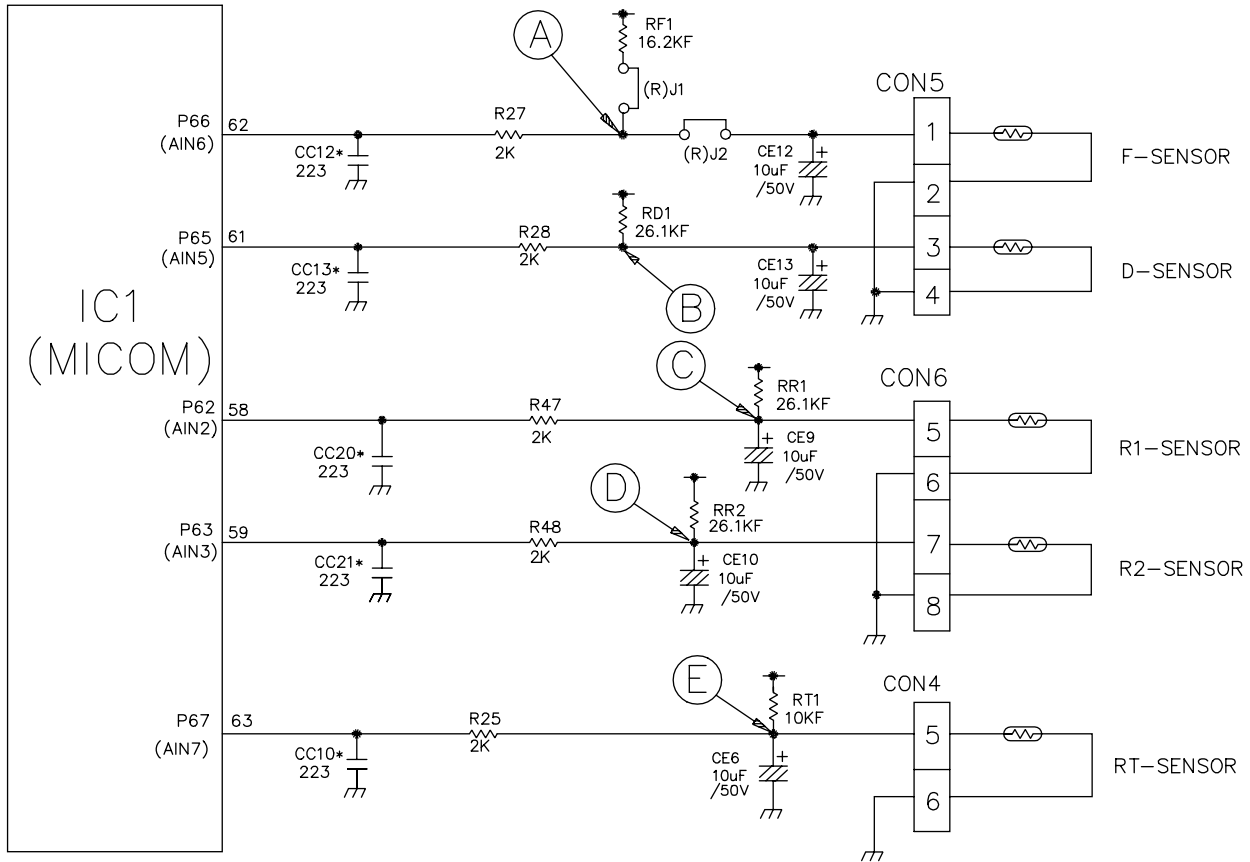 IC1
(MICOM)
A
RF1
16.2KF
(R)J1
(R)J2
P66
(AIN6)
62
CC12*
223
R27
2K
CE12
+
10uF
/50V
CON5
1
2
3
4
F-SENSOR
P65
(AIN5)
61
CC13*
223
R28
2K
RD1
26.1KF
B
CE13
+
10uF
/50V
D-SENSOR
P62
(AIN2)
58
CC20*
223
R47
2K
C
RR1
26.1KF
CE9
+
10uF
/50V
CON6
5
6
7
8
R1-SENSOR
P63
(AIN3)
59
CC21*
223
R48
2K
D
RR2
26.1KF
CE10
+
10uF
/50V
R2-SENSOR
P67
(AIN7)
63
CC10*
223
R25
2K
E
RT1
10KF
CE6
+
10uF
/50V
CON4
5
6
RT-SENSOR